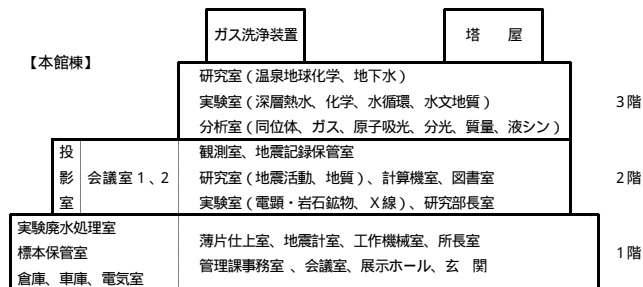 ガス洗浄装置
塔 屋
【本館棟】
研究室（温泉地球化学、地下水）
実験室（深層熱水、化学、水循環、水文地質）
3階
分析室（同位体、ガス、原子吸光、分光、質量、液シン）
投影室
会議室1、2
観測室、地震記録保管室
研究室（地震活動、地質）、計算機室、図書室
2階
実験室（電顕・岩石鉱物、X線）、研究部長室
実験廃水処理室
標本保管室
倉庫、車庫、電気室
薄片仕上室、地震計室、工作機械室、所長室
管理課事務室 、会議室、展示ホール、玄 関
1階